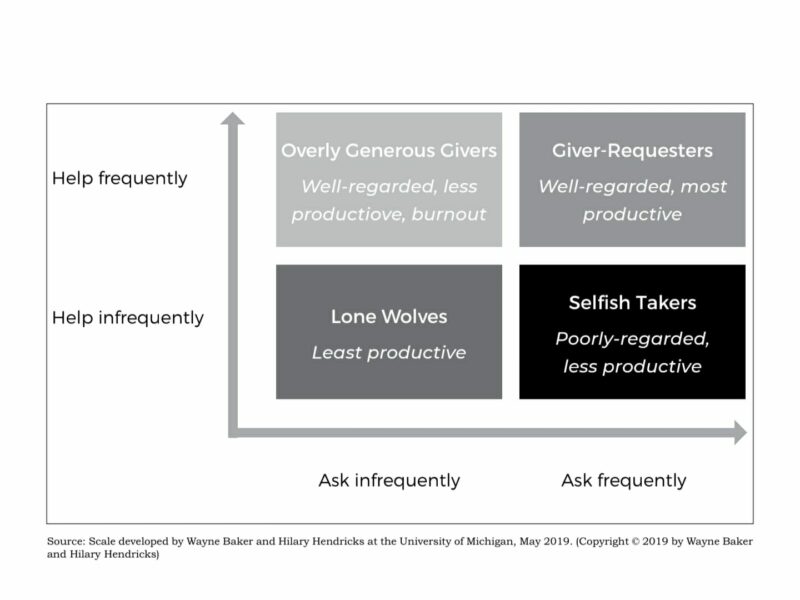 Help frequently
Overly Generous Givers
Well-regarded, less
productiove, burnout
Giver-Requesters
Well-regarded, most
productive
Help infrequently
Lone Wolves
Least productive
Selfish Takers
Poorly-regarded,
less productive
Ask infrequently
Ask frequently
Source: Scale developed by Wayne Baker and Hilary Hendricks at the University of Michigan, May 2019. (Copyright © 2019 by Wayne Baker
and Hilary Hendricks)